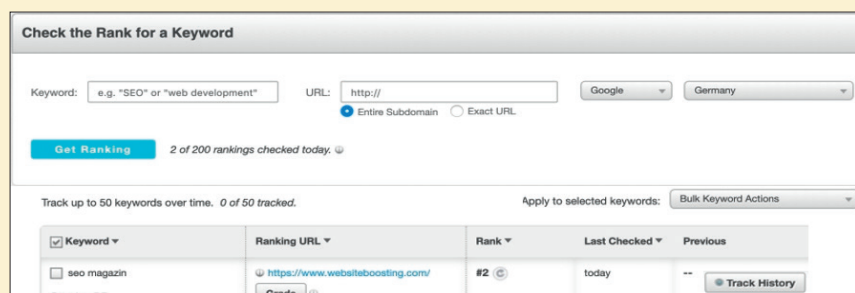 Check the Rank for a Keyword
Keyword: e.g. "SEO" or "web development" URL: http:// Google Germany
Entire Subdomain Exact URL
Get Ranking 2 of 200 rankings checked today.
Track up to 50 keywords over time. 0 of 50 tracked. Apply to selected keywords: Bulk Keyword Actions
Keyword Ranking URL Rank Last Checked Previous
seo magazin https://www.websiteboosting.com/ #2 today -- Track History
Grade